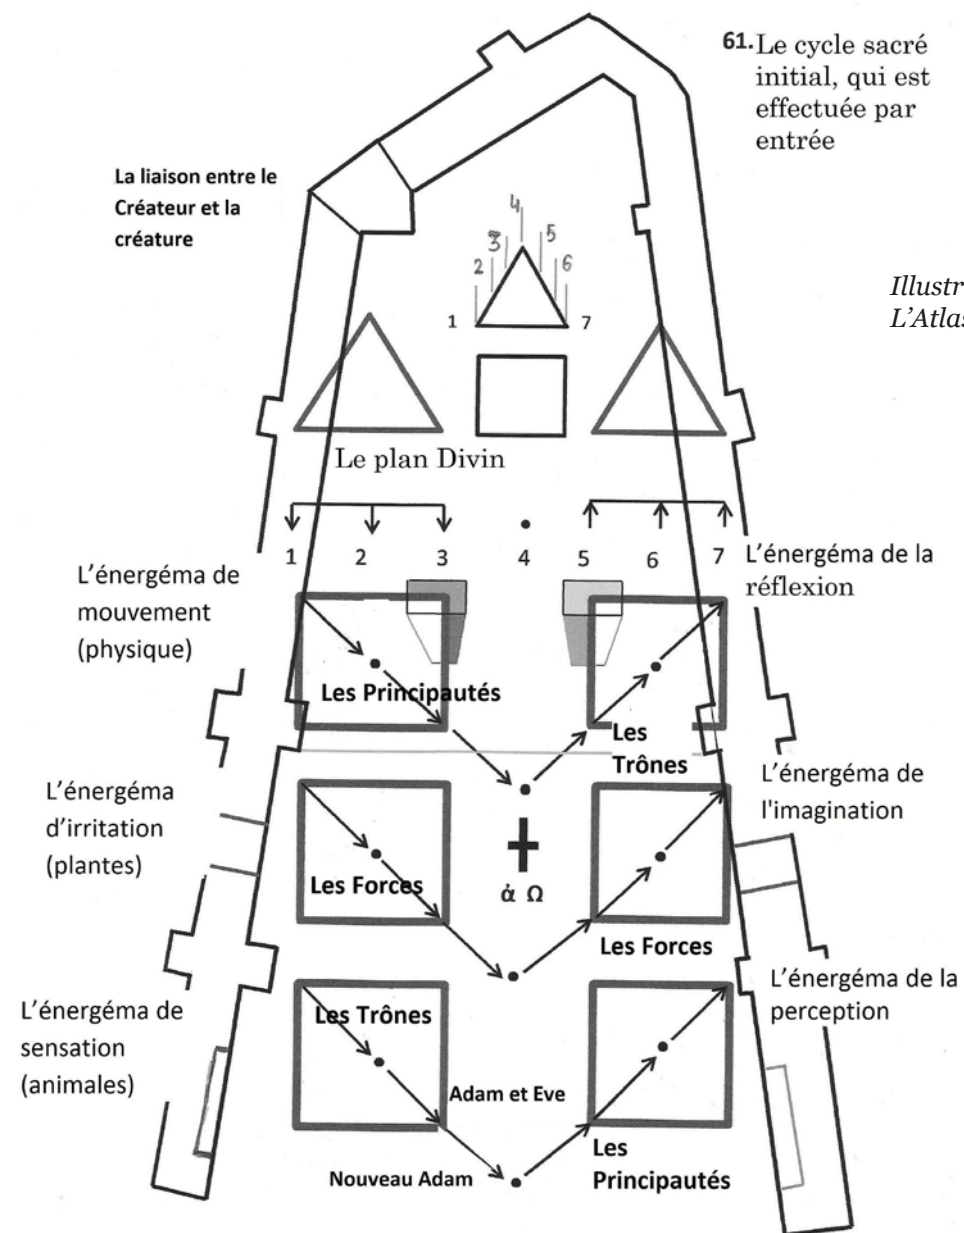 61. Le cycle sacré
initial, qui est
effectuée par
entrée
La liaison entre le
Créateur et la
créature
Illustr
L’Atlas
4
3 5
2 6
1 7
Le plan Divin
1 2 3 4 5 6 7
L’énergéma de
mouvement
(physique)
L’énergéma de la
réflexion
Les Principautés
Les
Trônes
L’énergéma
d’irritation
(plantes)
L’énergéma de
l'imagination
Les Forces
ά Ω
Les Forces
L’énergéma de
sensation
(animales)
L’énergéma de la
perception
Les Trônes
Adam et Eve
Nouveau Adam
Les
Principautés